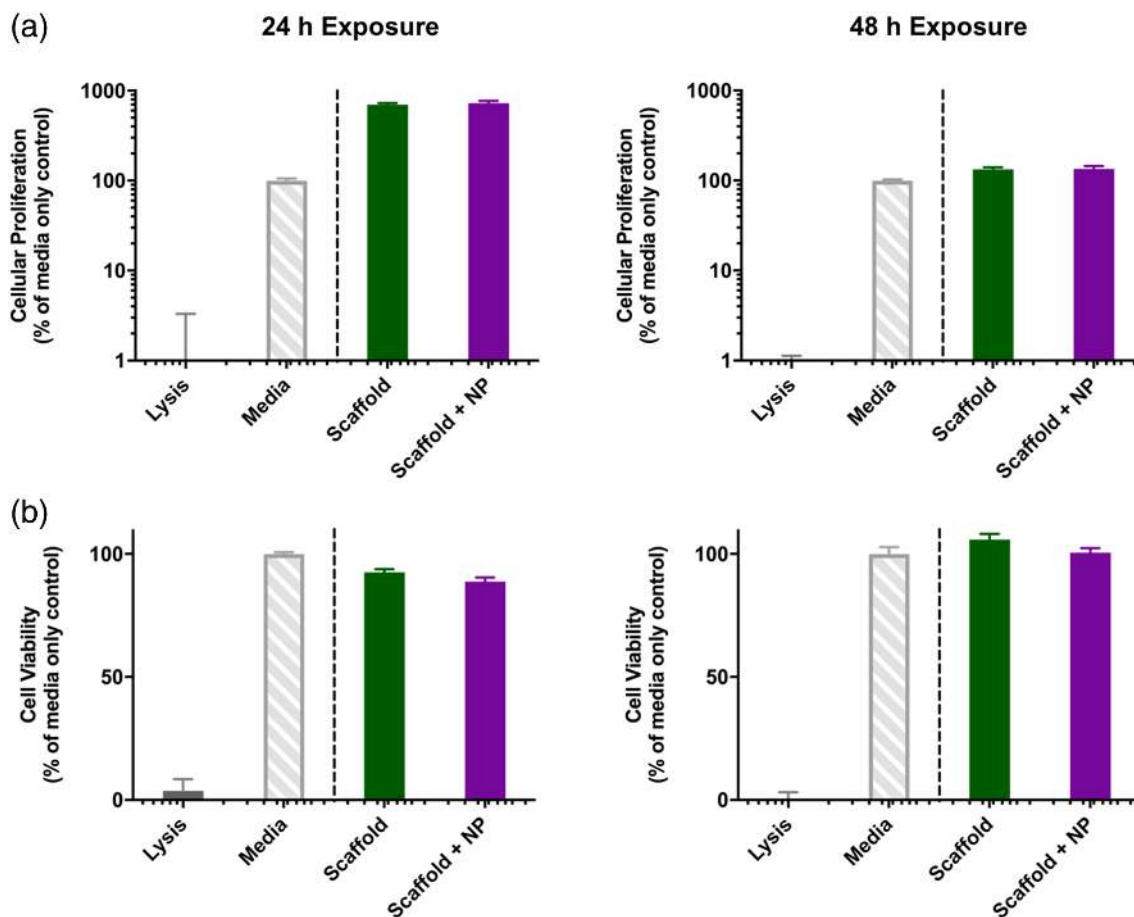 (a)
24 h Exposure
48 h Exposure
Cellular Proliferation
(% of media only control)
1000
100
10
1
Lysis
Media
Scaffold
Scaffold + NP
Cellular Proliferation
(% of media only control)
1000
100
10
1
Lysis
Media
Scaffold
Scaffold + NP
(b)
Cell Viability
(% of media only control)
100
50
0
Lysis
Media
Scaffold
Scaffold + NP
Cell Viability
(% of media only control)
100
50
0
Lysis
Media
Scaffold
Scaffold + NP